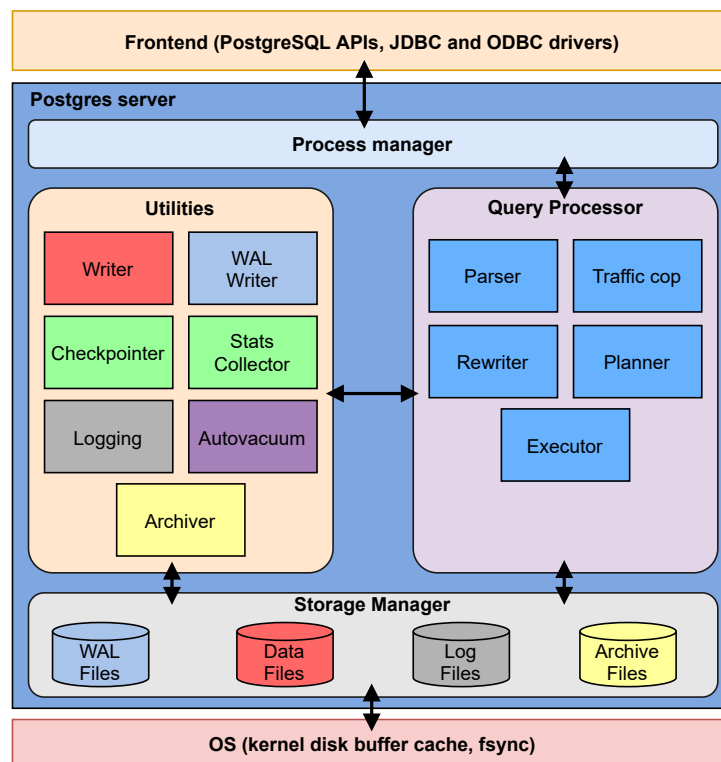 Frontend (PostgreSQL APIs, JDBC and ODBC drivers)
Postgres server
Process manager
Utilities
Writer
WAL
Writer
Checkpointer
Stats
Collector
Logging
Autovacuum
Archiver
Query Processor
Parser
Traffic cop
Rewriter
Planner
Executor
Storage Manager
WAL
Files
Data
Files
Log
Files
Archive
Files
OS (kernel disk buffer cache, fsync)